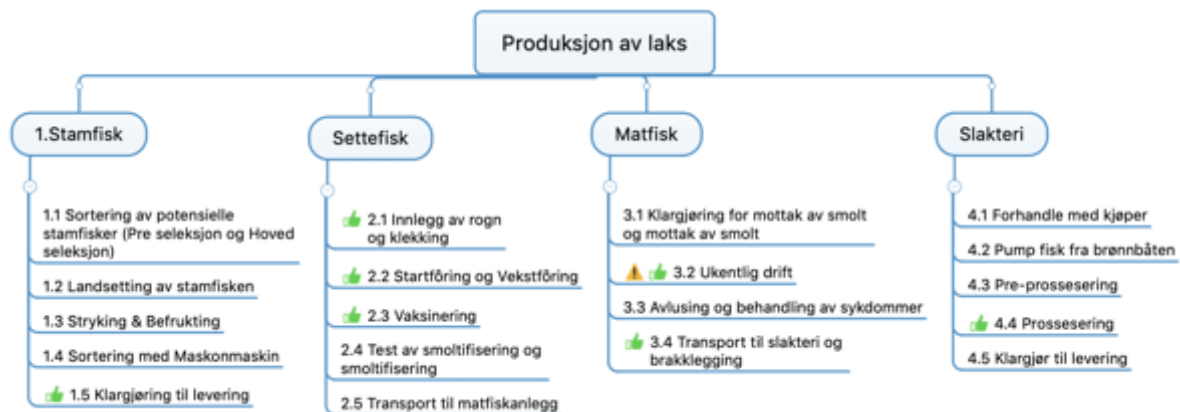 Produksjon av laks
1.Stamfisk
1.1 Sortering av potensielle
stamfisker (Pre seleksjon og Hoved
seleksjon)
1.2 Landsetting av stamfisken
1.3 Stryking & Befrukting
1.4 Sortering med Maskonmaskin
1.5 Klargjøring til levering
Settefisk
2.1 Innlegg av rogn
og klekking
2.2 Startfôring og Vekstfôring
2.3 Vaksinering
2.4 Test av smoltifisering og
smoltifisering
2.5 Transport til matfiskanlegg
Matfisk
3.1 Klargjøring for mottak av smolt
og mottak av smolt
3.2 Ukentlig drift
3.3 Avlusing og behandling av sykdommer
3.4 Transport til slakteri og
brakklegging
Slakteri
4.1 Forhandle med kjøper
4.2 Pump fisk fra brønnbåten
4.3 Pre-prossesering
4.4 Prossesering
4.5 Klargjør til levering